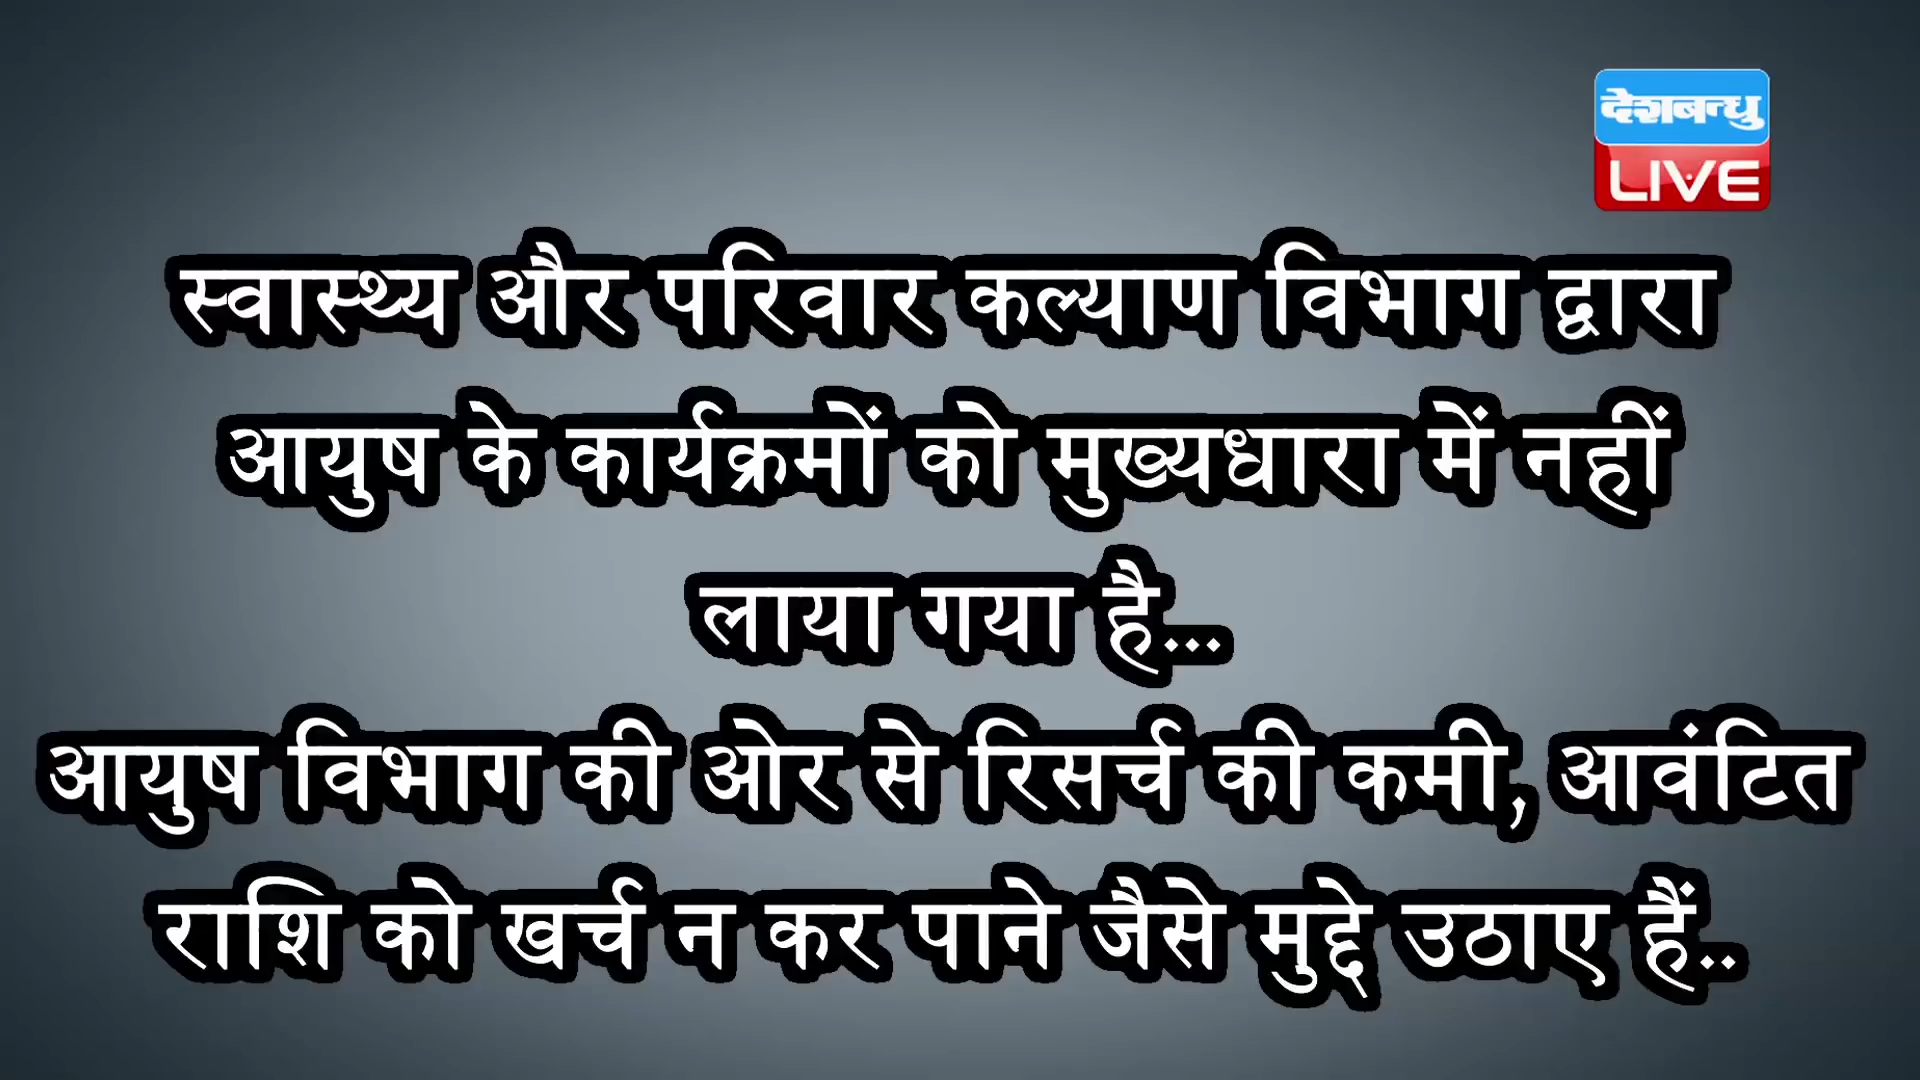 देशबन्धु
LIVE
स्वास्थ्य और परिवार कल्याण विभाग द्वारा
आयुष के कार्यक्रमों को मुख्यधारा में नहीं
लाया गया है...
आयुष विभाग की ओर से रिसर्च की कमी, आवंटित
राशि को खर्च न कर पाने जैसे मुद्दे उठाए हैं..